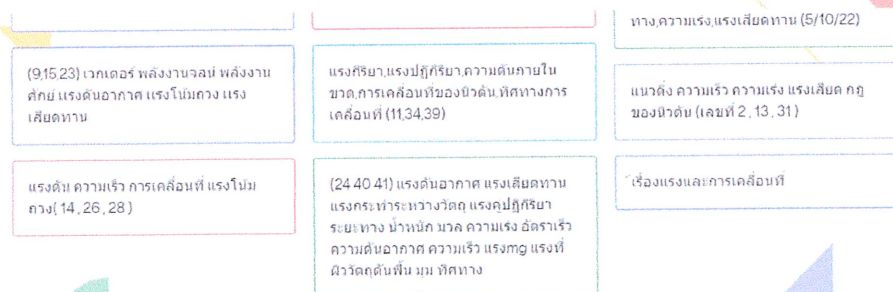 ทาง,ความเร่ง,แรงเสียดทาน (5/10/22)
(9,15,23) เวกเตอร์ พลังงานจลน์ พลังงาน
ศักย์ แรงดันอากาศ แรงโน้มถ่วง แรง
เสียดทาน
แรงกิริยา,แรงปฏิกิริยา,ความดันภายใน
ขวด,การเคลื่อนที่ของนิวตัน,ทิศทางการ
เคลื่อนที่ (11,34,39)
แนวดิ่ง ความเร็ว ความเร่ง แรงเสียด กฎ
ของนิวตัน (เลขที่ 2 , 13 , 31 )
แรงดัน ความเร็ว การเคลื่อนที่ แรงโน้ม
ถ่วง( 14 , 26 , 28 )
(24 40 41) แรงดันอากาศ แรงเสียดทาน
แรงกระทำระหว่างวัตถุ แรงคู่ปฏิกิริยา
ระยะทาง น้ำหนัก มวล ความเร่ง อัตราเร็ว
ความดันอากาศ ความเร็ว แรงmg แรงที่
ผิววัตถุดันพื้น มุม ทิศทาง
เรื่องแรงและการเคลื่อนที่